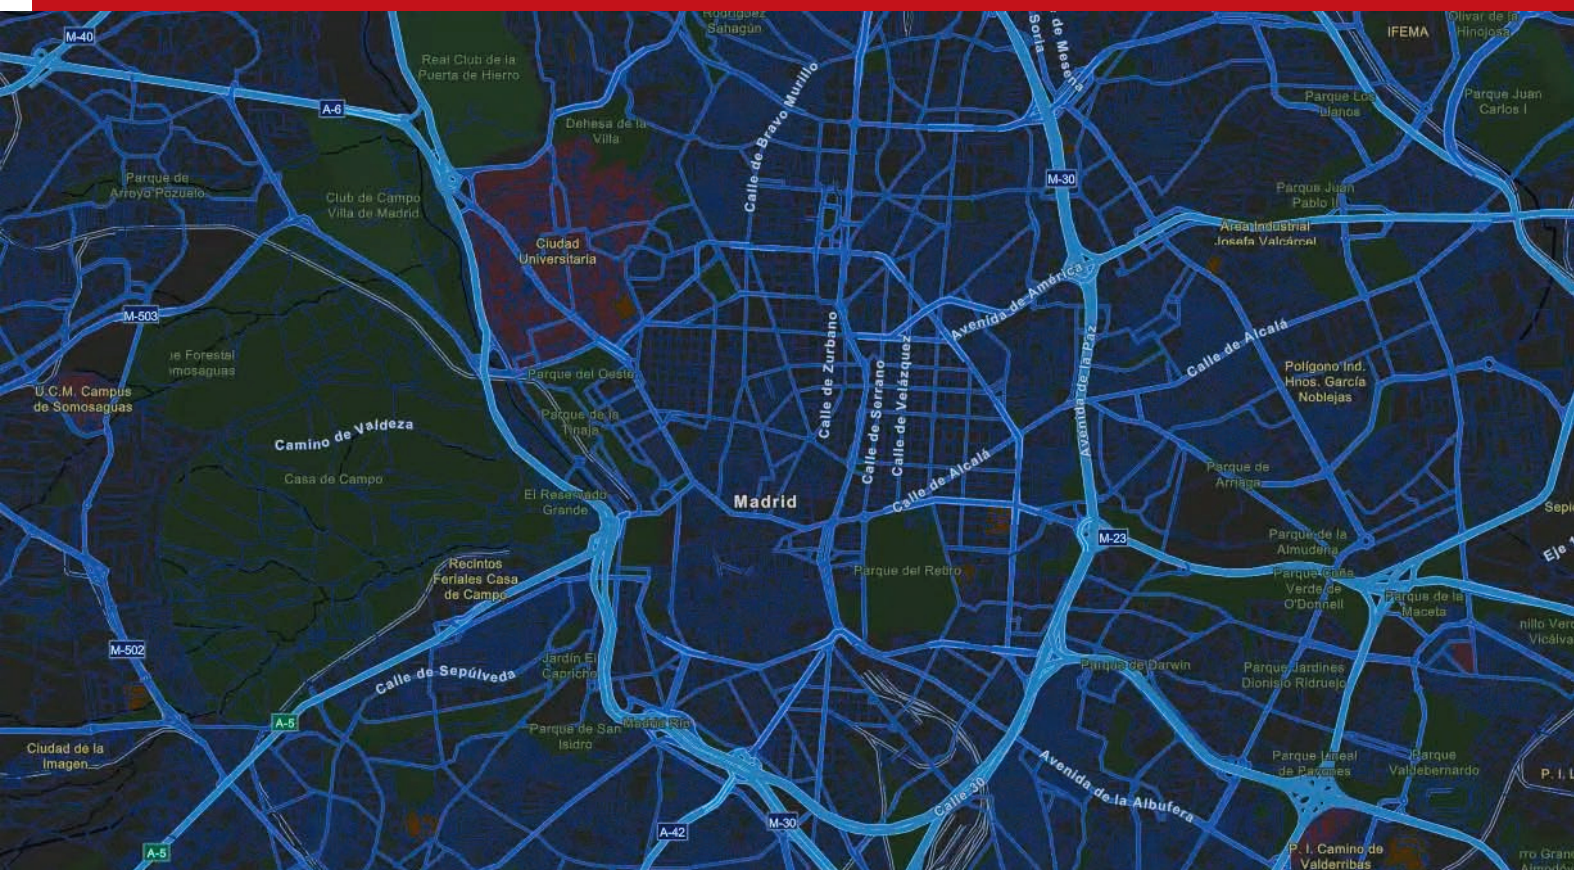 Rodríguez
Sahagún
Soria
de Mesena
IFEMA
Olivar de la
Hinojosa
M-40
Real Club de la
Puerta de Hierro
A-6
Calle de Bravo Murillo
Parque Los
Llanos
Parque Juan
Carlos I
Dehesa de la
Villa
Parque de
Arroyo Pozuelo
Club de Campo
Villa de Madrid
M-30
Parque Juan
Pablo II
Área Industrial
Josefa Valcárcel
Ciudad
Universitaria
M-503
Avenida de América
Calle de Zurbano
Calle de Serrano
Calle de Velázquez
Avenida de la Paz
Calle de Alcalá
ue Forestal
mosaguas
Parque del Oeste
U.C.M. Campus
de Somosaguas
Polígono Ind.
Hnos. García
Noblejas
Parque de la
Tinaja
Camino de Valdeza
Casa de Campo
Calle de Alcalá
Parque de
Arriaga
El Reservado
Grande
Madrid
M-23
Parque de la
Almudena
Eje
Recintos
Feriales Casa
de Campo
Parque del Retiro
Parque Cuña
Verde de
O'Donnell
Parque de la
Maceta
M-502
Calle de Sepúlveda
Jardín El
Capricho
Parque de Darwin
Parque Jardines
Dionisio Ridruejo
A-5
Parque de San
Isidro
Madrid Río
Ciudad de la
Imagen
Avenida de la Albufera
Calle 30
Parque Lineal
de Pavones
Parque
Valdebernardo
P. I. L
A-42
M-30
A-5
P. I. Camino de
Valderribas